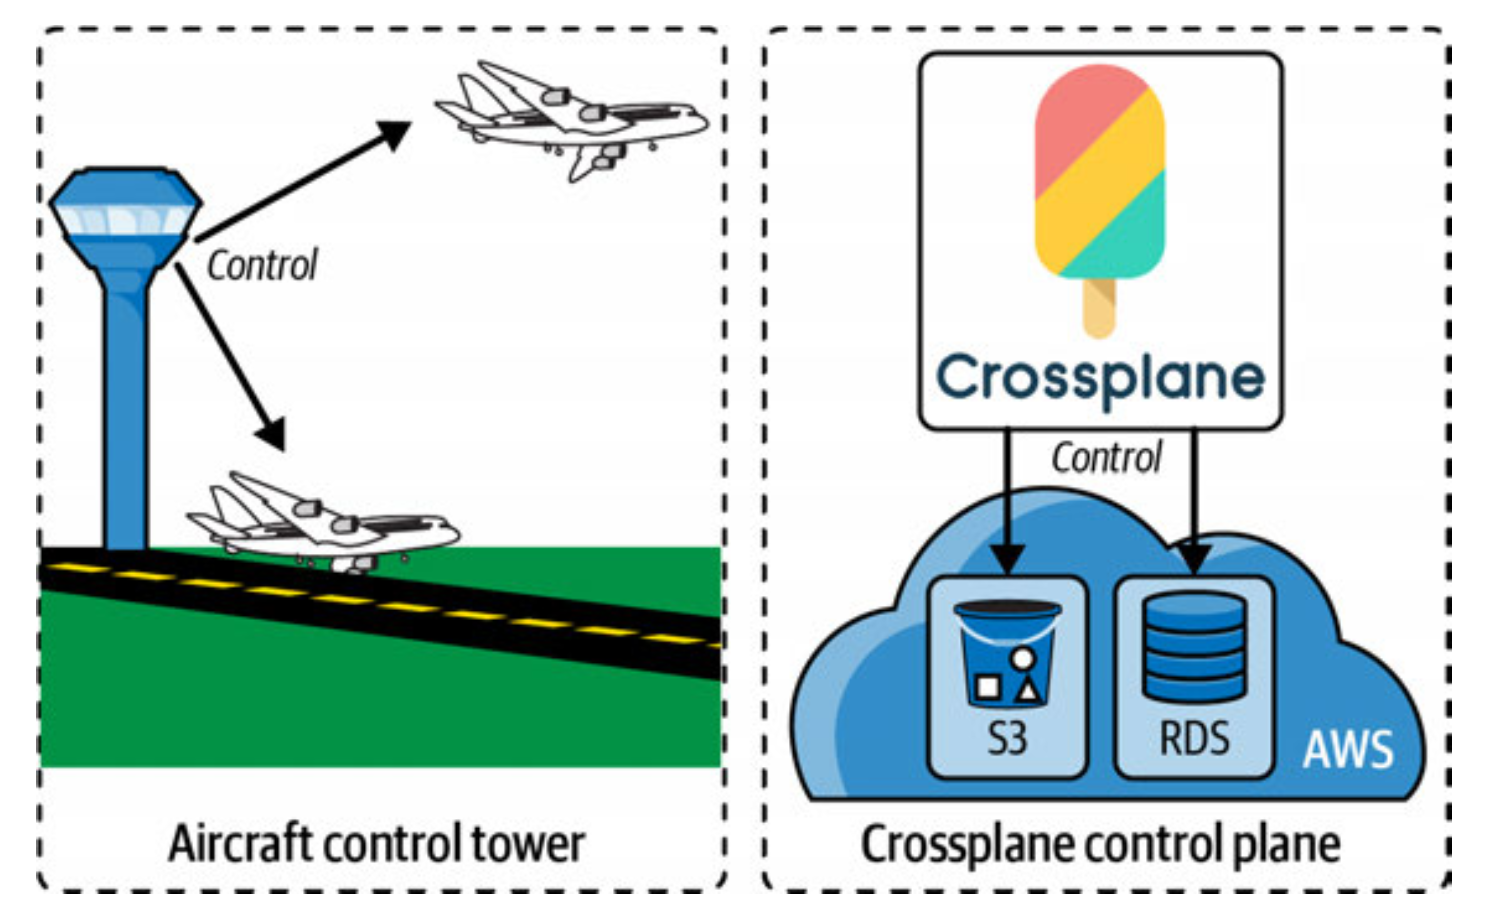 Control
Aircraft control tower
Crossplane
Control
S3
RDS
AWS
Crossplane control plane